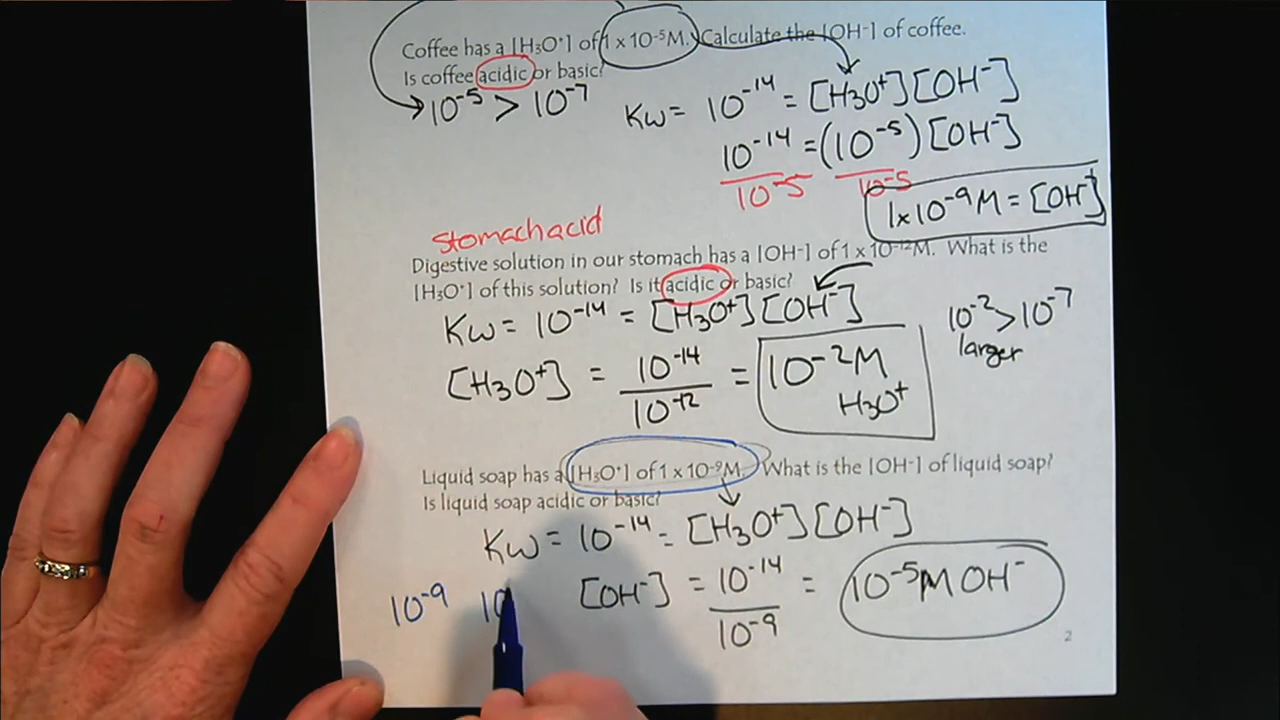 Coffee has a [H₃O⁺] of 1 x 10⁻⁵M. Calculate the [OH-] of coffee.
Is coffee acidic or basic?
10⁻⁵ > 10⁻⁷
Kw = 10⁻¹⁴ = [H₃O⁺][OH⁻]
10⁻¹⁴ = (10⁻⁵)[OH⁻]
10⁻⁵ 10⁻⁵
1x10⁻⁹M = [OH⁻]
stomach acid
Digestive solution in our stomach has a [OH-] of 1 x 10⁻¹²M. What is the
[H₃O⁺] of this solution? Is it acidic or basic?
Kw = 10⁻¹⁴ = [H₃O⁺][OH⁻]
10⁻² > 10⁻⁷
larger
[H₃O⁺] = 10⁻¹⁴ = 10⁻²M
10⁻¹² H₃O⁺
Liquid soap has a [H₃O⁺] of 1 x 10⁻⁹M. What is the [OH-] of liquid soap?
Is liquid soap acidic or basic?
Kw = 10⁻¹⁴ = [H₃O⁺][OH⁻]
[OH⁻] = 10⁻¹⁴ = 10⁻⁵M OH⁻
10⁻⁹
10⁻⁹ 10
2